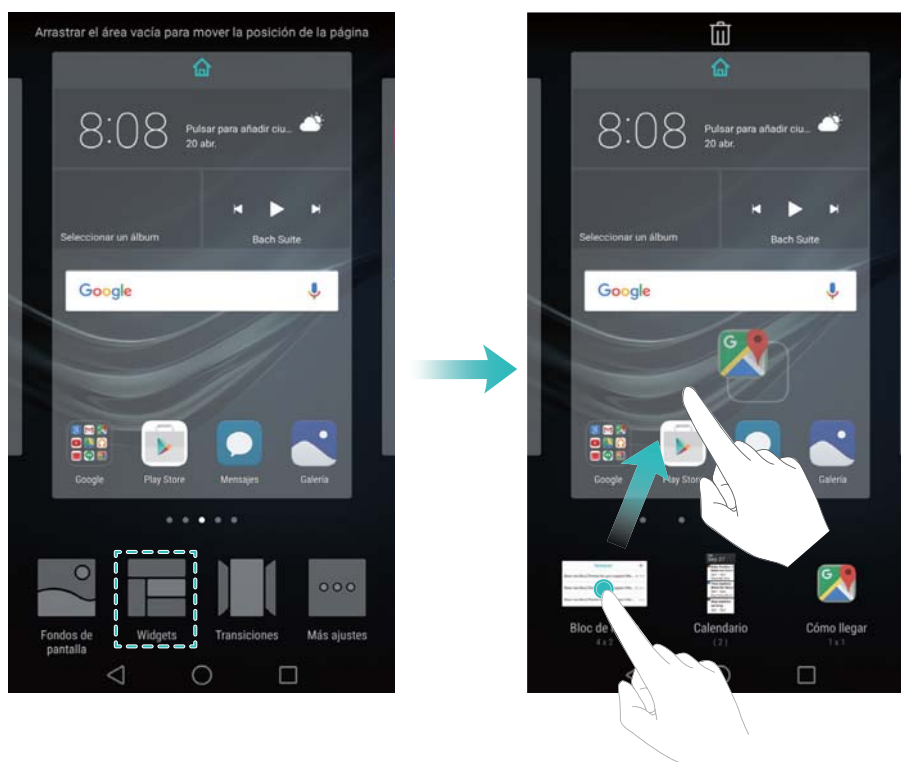 Arrastrar el área vacía para mover la posición de la página
8:08
Pulsar para añadir ciu...
20 abr.
Seleccionar un álbum
Bach Suite
Google
Google
Play Store
Mensajes
Galería
Fondos de pantalla
Widgets
Transiciones
Más ajustes
8:08
Pulsar para añadir ciu...
20 abr.
Seleccionar un álbum
Bach Suite
Google
G
Google
Play Store
Galería
Bloc de
4 x 2
Calendario
(2)
Cómo llegar
1 x 1